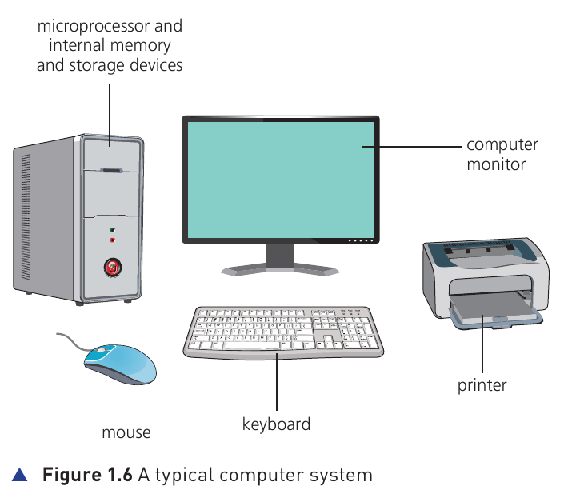 microprocessor and
internal memory
and storage devices
computer
monitor
printer
keyboard
mouse
▲ Figure 1.6 A typical computer system